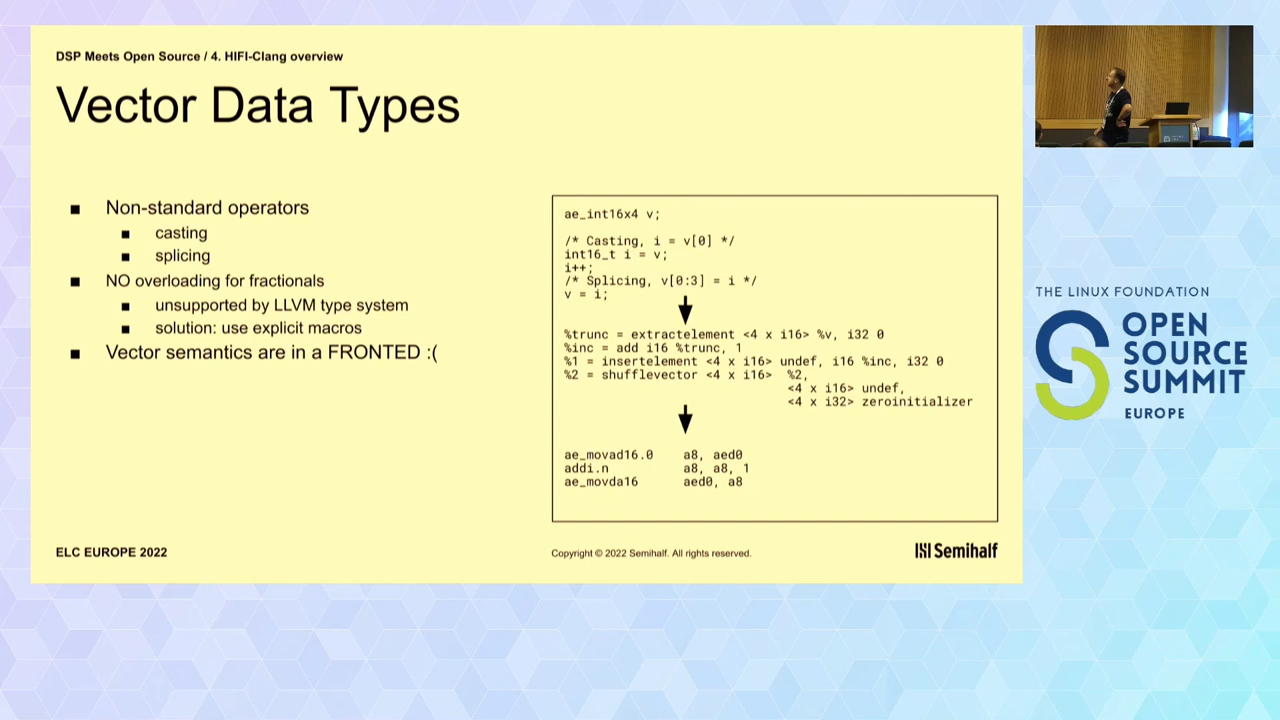 DSP Meets Open Source / 4. HIFI-Clang overview
Vector Data Types
■ Non-standard operators
■ casting
■ splicing
■ NO overloading for fractionals
■ unsupported by LLVM type system
■ solution: use explicit macros
■ Vector semantics are in a FRONTED :(
ae_int16x4 v;
/* Casting, i = v[0] */
int16_t i = v;
i++;
/* Splicing, v[0:3] = i */
v = i;
%trunc = extractelement <4 x i16> %v, i32 0
%inc = add i16 %trunc, 1
%1 = insertelement <4 x i16> undef, i16 %inc, i32 0
%2 = shufflevector <4 x i16> %2,
<4 x i16> undef,
<4 x i32> zeroinitializer
ae_movad16.0 a8, aed0
addi.n a8, a8, 1
ae_movda16 aed0, a8
ELC EUROPE 2022
Copyright © 2022 Semihalf. All rights reserved.
Semihalf
THE LINUX FOUNDATION
OPEN
SOURCE
SUMMIT
EUROPE